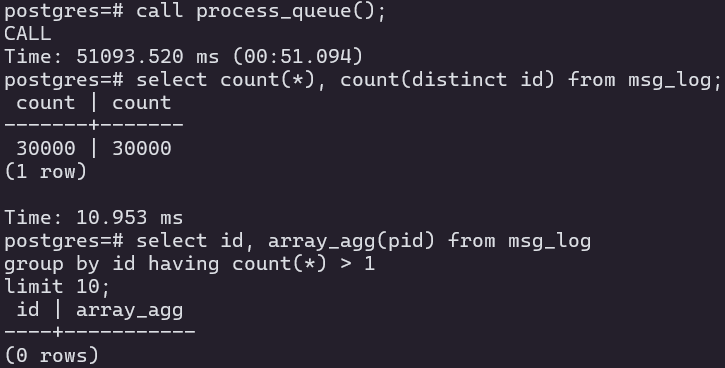 postgres=# call process_queue();
CALL
Time: 51093.520 ms (00:51.094)
postgres=# select count(*), count(distinct id) from msg_log;
 count | count
-------+-------
 30000 | 30000
(1 row)

Time: 10.953 ms
postgres=# select id, array_agg(pid) from msg_log
group by id having count(*) > 1
limit 10;
 id | array_agg
----+-----------
(0 rows)